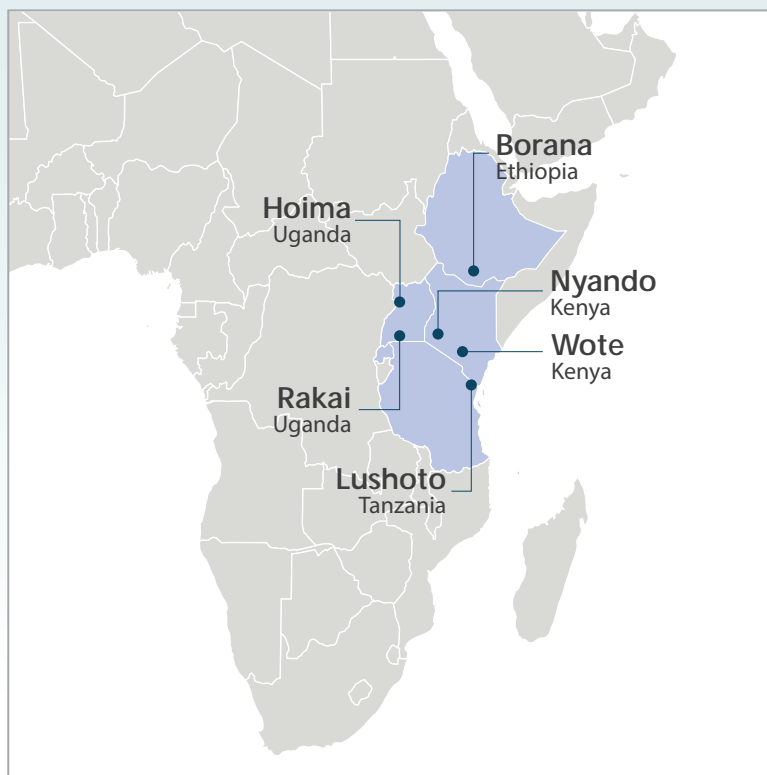 Borana
Ethiopia
Hoima
Uganda
Nyando
Kenya
Wote
Kenya
Rakai
Uganda
Lushoto
Tanzania